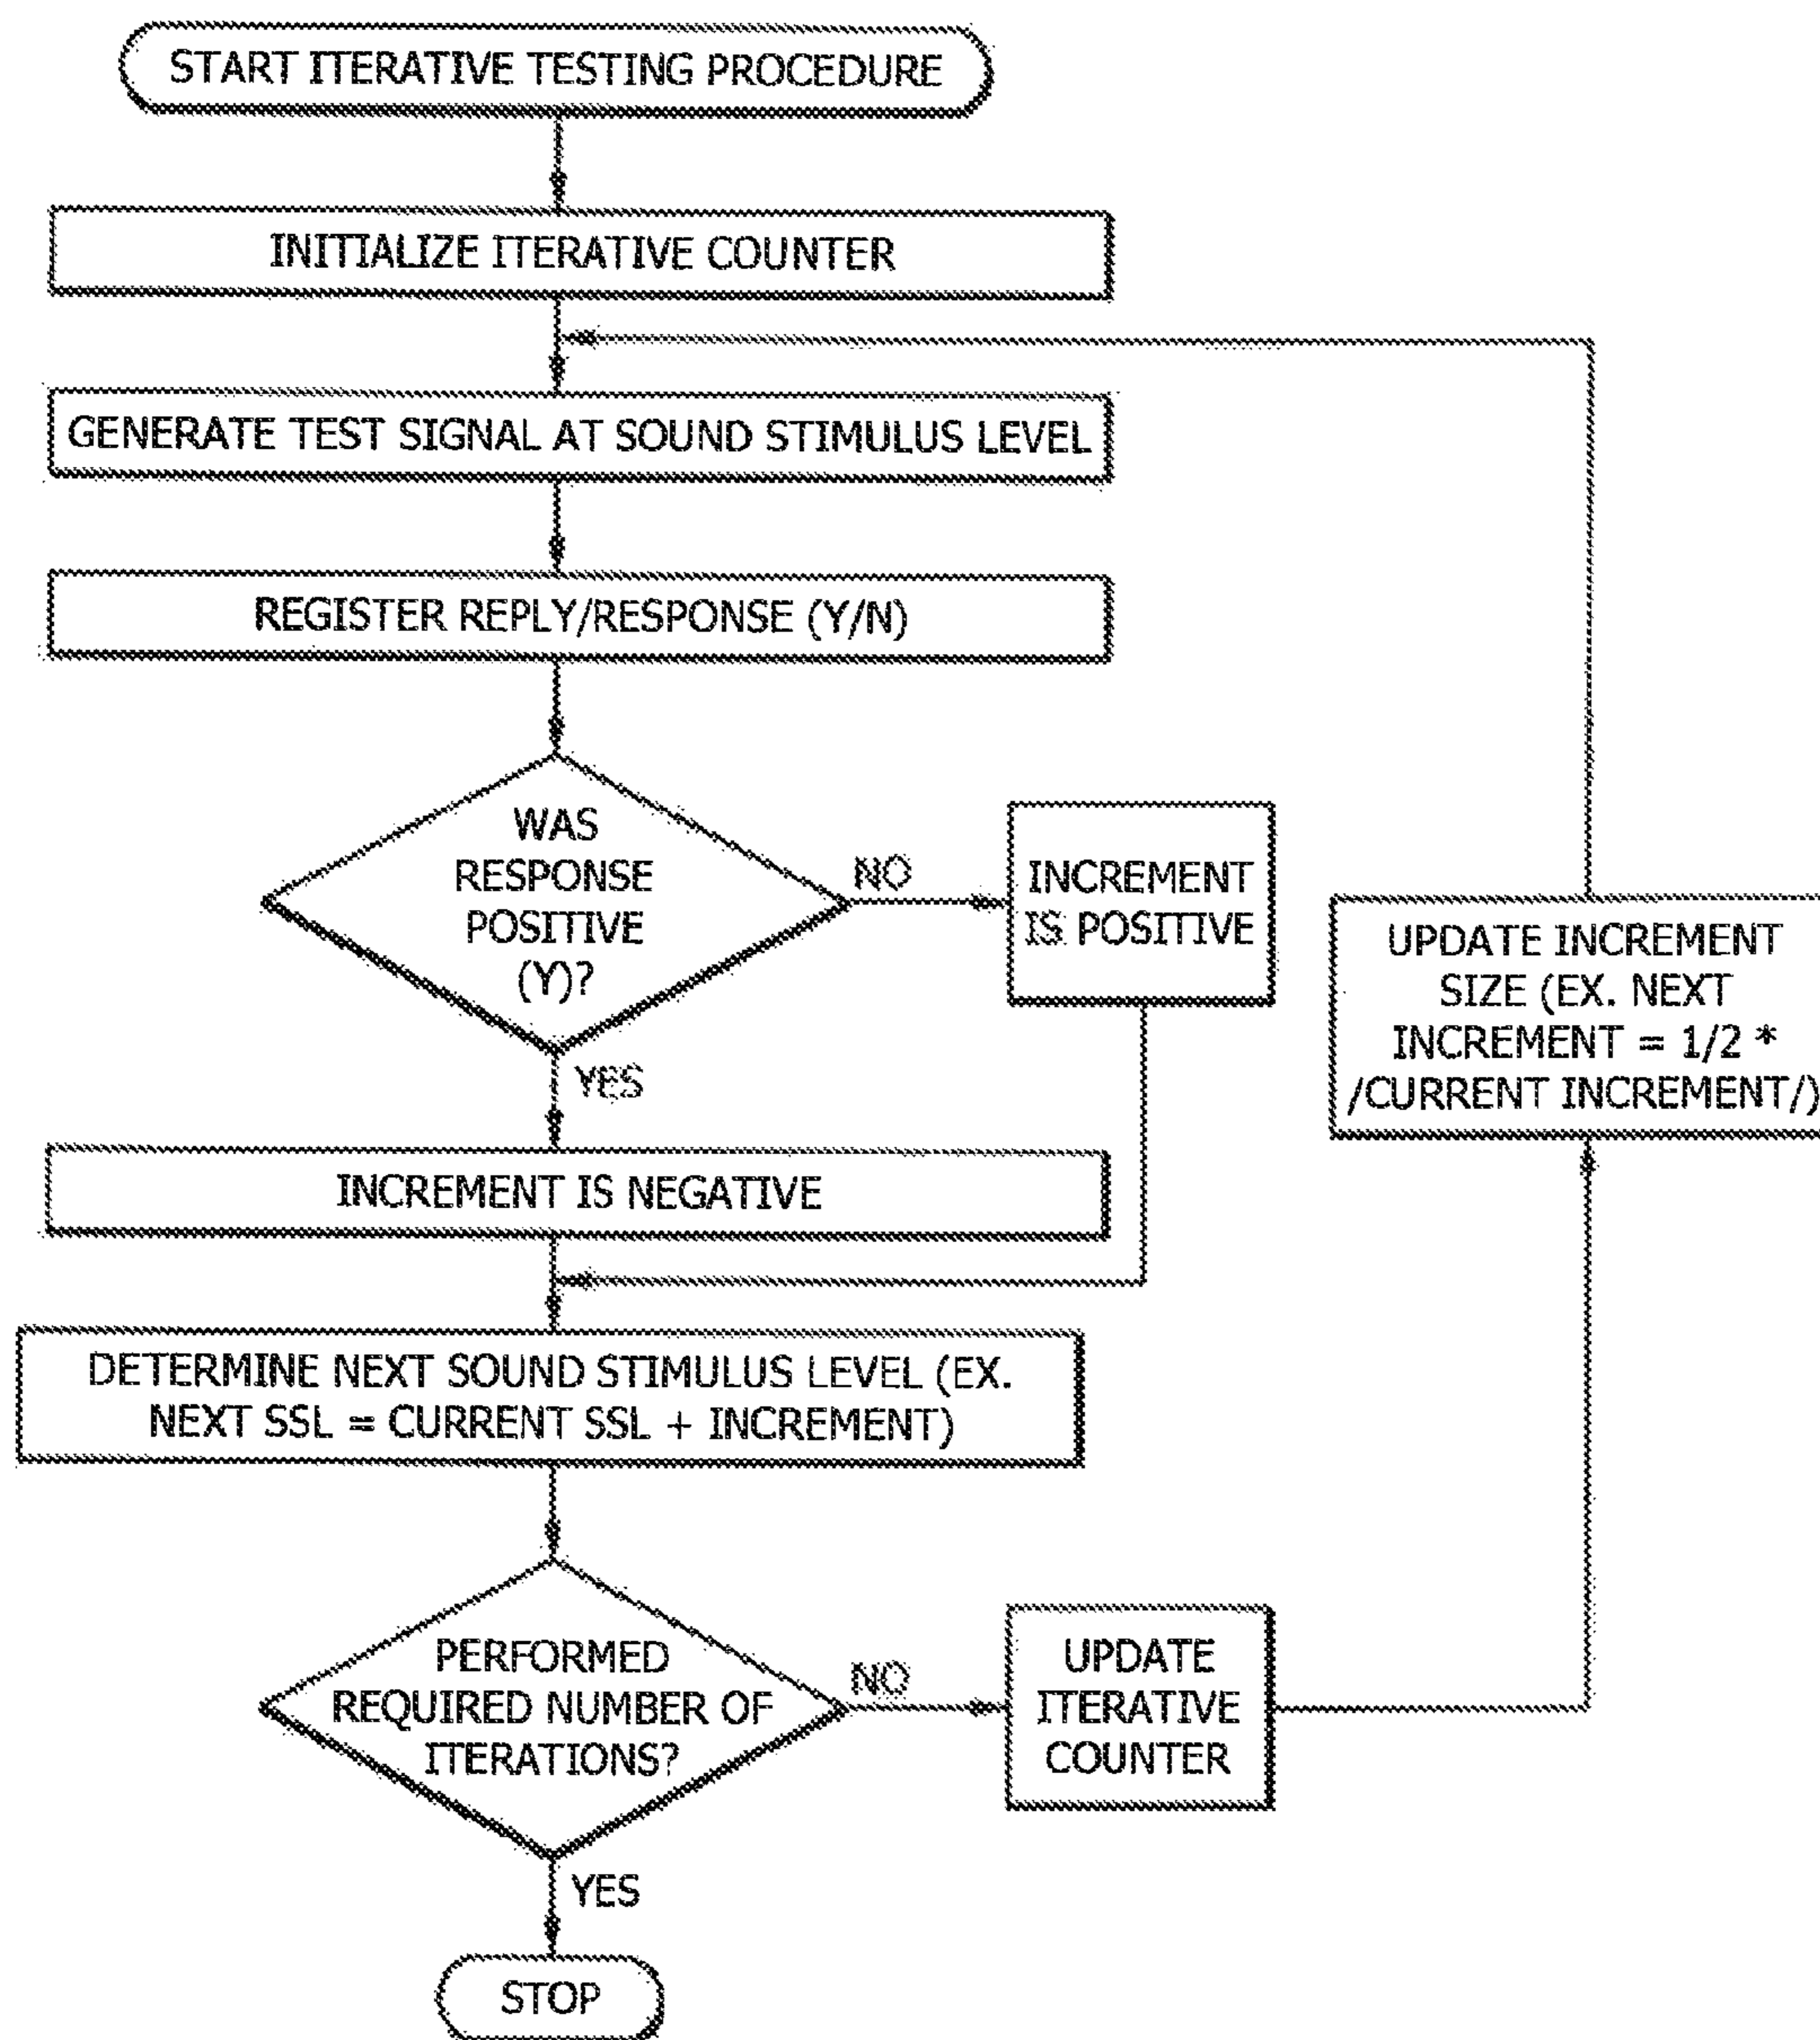 START ITERATIVE TESTING PROCEDURE
INITIALIZE ITERATIVE COUNTER
GENERATE TEST SIGNAL AT SOUND STIMULUS LEVEL
REGISTER REPLY/RESPONSE (Y/N)
WAS
RESPONSE
POSITIVE
(Y)?
NO
INCREMENT
IS POSITIVE
YES
INCREMENT IS NEGATIVE
DETERMINE NEXT SOUND STIMULUS LEVEL (EX.
NEXT SSL = CURRENT SSL + INCREMENT)
PERFORMED
REQUIRED NUMBER OF
ITERATIONS?
NO
UPDATE
ITERATIVE
COUNTER
UPDATE INCREMENT
SIZE (EX. NEXT
INCREMENT = 1/2 *
/CURRENT INCREMENT/)
YES
STOP